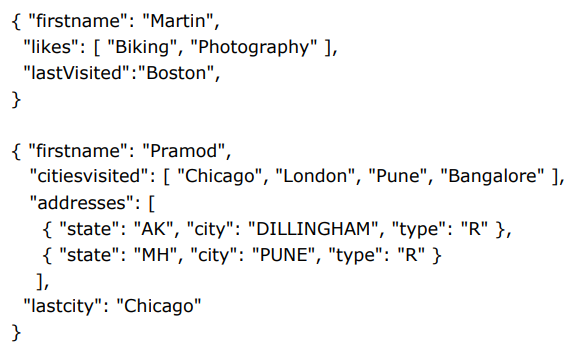 { "firstname": "Martin",
"likes": [ "Biking", "Photography" ],
"lastVisited":"Boston",
}
{ "firstname": "Pramod",
"citiesvisited": [ "Chicago", "London", "Pune", "Bangalore" ],
"addresses": [
{ "state": "AK", "city": "DILLINGHAM", "type": "R" },
{ "state": "MH", "city": "PUNE", "type": "R" }
],
"lastcity": "Chicago"
}